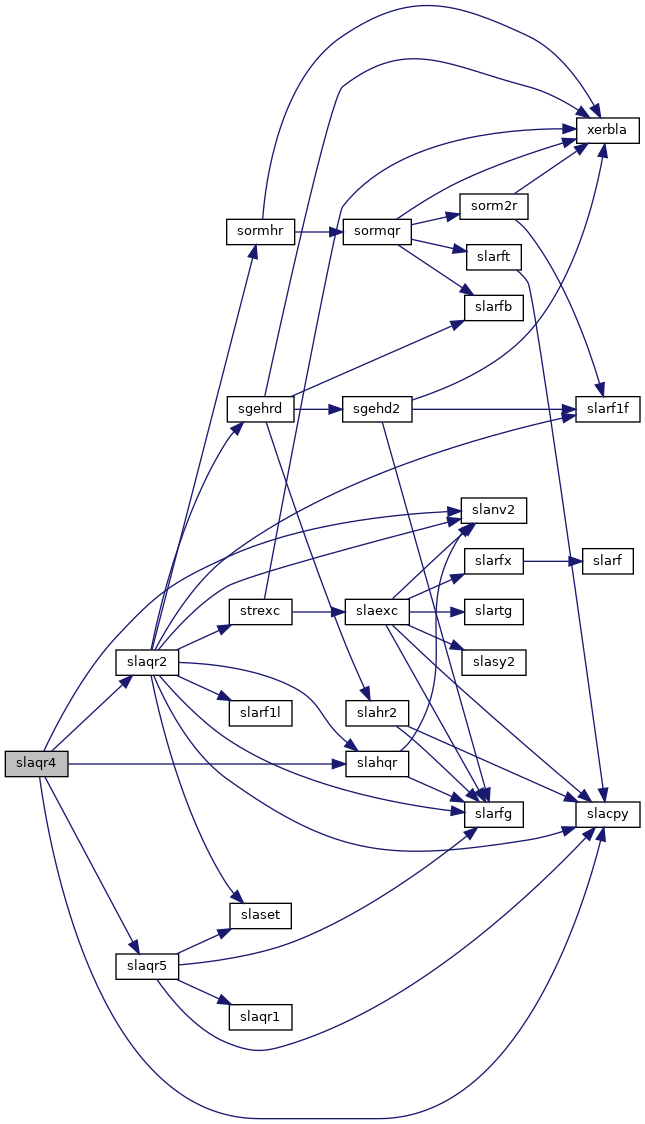 xerbla
sorm2r
sormhr
sormqr
slarft
slarfb
sgehrd
sgehd2
slarf1f
slanv2
slarfx
slarf
strexc
slaexc
slartg
slaqr2
slasy2
slarf1l
slahr2
slaqr4
slahqr
slarfg
slacpy
slaset
slaqr5
slaqr1